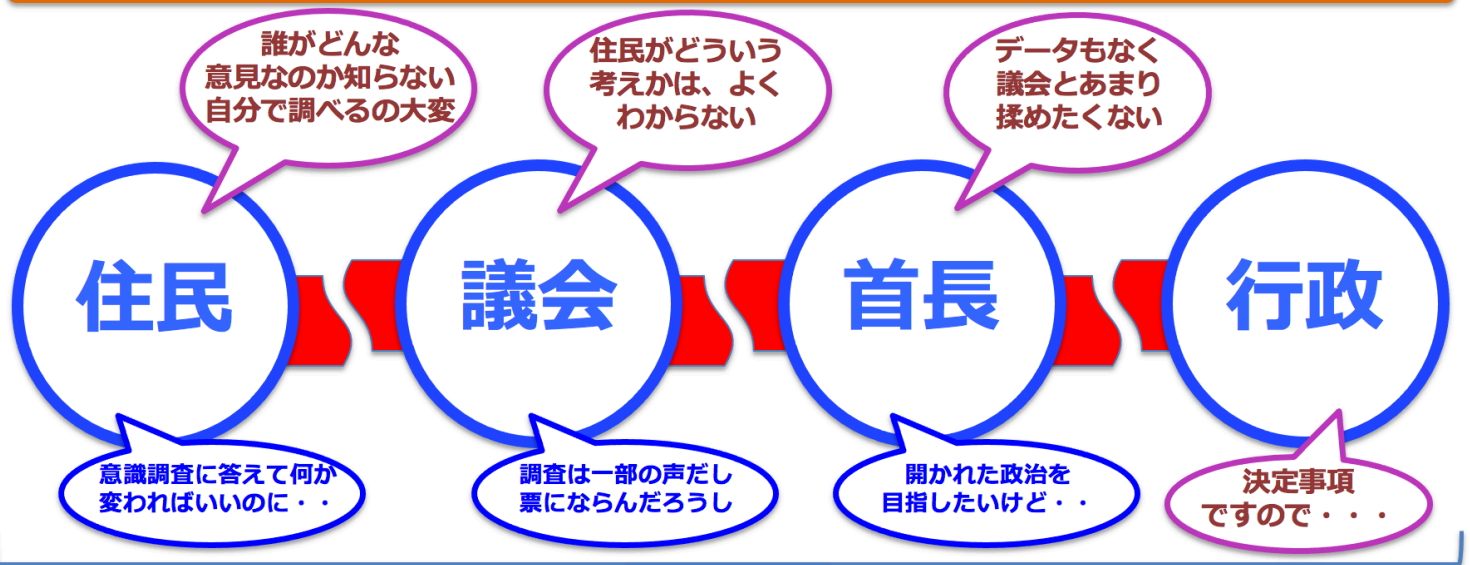 誰がどんな
意見なのか知らない
自分で調べるの大変
住民がどういう
考えかは、よく
わからない
データもなく
議会とあまり
揉めたくない
住民
議会
首長
行政
意識調査に答えて何か
変わればいいのに・・
調査は一部の声だし
票にならんだろうし
開かれた政治を
目指したいけど・・
決定事項
ですので・・・